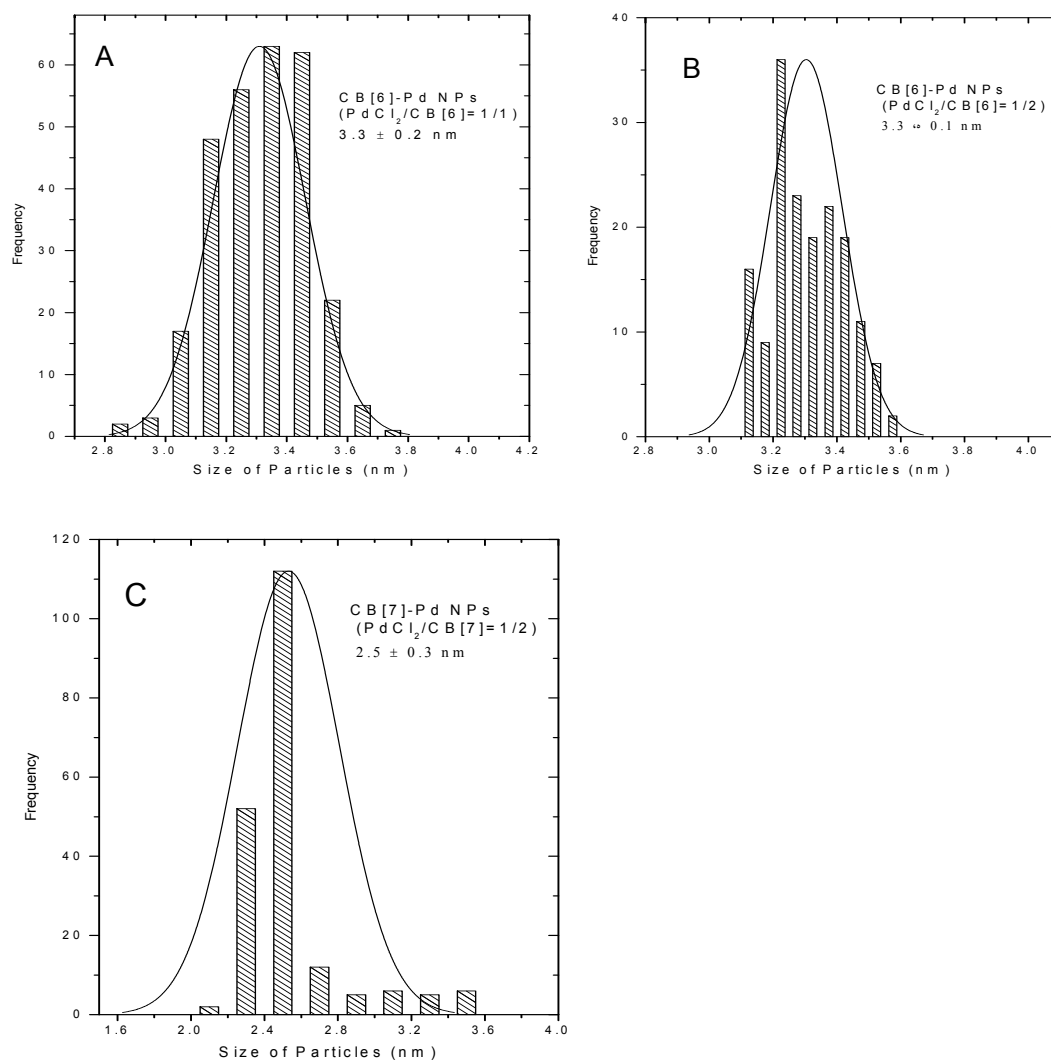 A
CB[6]-Pd NPs
(PdCl2/CB[6]=1/1)
3.3 ± 0.2 nm
Frequency
60
50
40
30
20
10
0
2.8 3.0 3.2 3.4 3.6 3.8 4.0 4.2
Size of Particles (nm)
B
CB[6]-Pd NPs
(PdCl2/CB[6]=1/2)
3.3 0.1 nm
Frequency
40
30
20
10
0
2.8 3.0 3.2 3.4 3.6 3.8 4.0
Size of Particles (nm)
C
CB[7]-Pd NPs
(PdCl2/CB[7]=1/2)
2.5 ± 0.3 nm
Frequency
120
100
80
60
40
20
0
1.6 2.0 2.4 2.8 3.2 3.6 4.0
Size of Particles (nm)